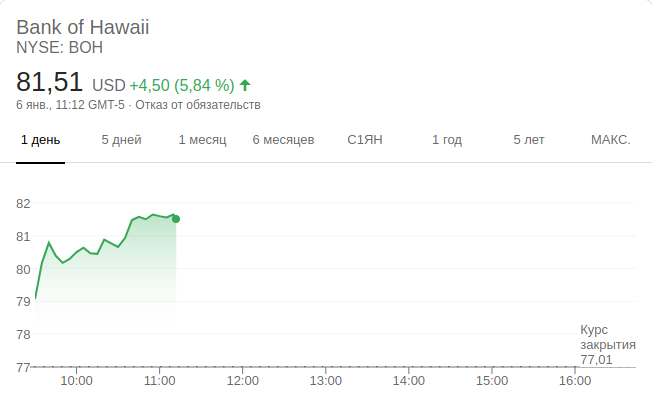 Bank of Hawaii
NYSE: BOH
81,51 USD +4,50 (5,84 %)
6 янв., 11:12 GMT-5 · Отказ от обязательств
1 день 5 дней 1 месяц 6 месяцев С1ЯН 1 год 5 лет МАКС.
82
81
80
79
78
77
Курс
закрытия
77,01
10:00 11:00 12:00 13:00 14:00 15:00 16:00